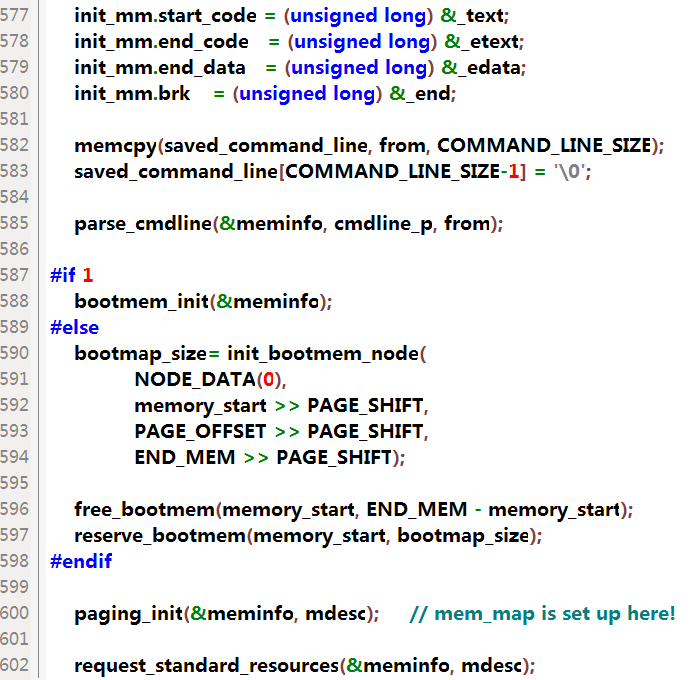 577 init_mm.start_code = (unsigned long) &_text;
578 init_mm.end_code   = (unsigned long) &_etext;
579 init_mm.end_data   = (unsigned long) &_edata;
580 init_mm.brk    = (unsigned long) &_end;
581
582 memcpy(saved_command_line, from, COMMAND_LINE_SIZE);
583 saved_command_line[COMMAND_LINE_SIZE-1] = '\0';
584
585 parse_cmdline(&meminfo, cmdline_p, from);
586
587 #if 1
588 bootmem_init(&meminfo);
589 #else
590 bootmap_size= init_bootmem_node(
591 NODE_DATA(0),
592 memory_start >> PAGE_SHIFT,
593 PAGE_OFFSET >> PAGE_SHIFT,
594 END_MEM >> PAGE_SHIFT);
595
596 free_bootmem(memory_start, END_MEM - memory_start);
597 reserve_bootmem(memory_start, bootmap_size);
598 #endif
599
600 paging_init(&meminfo, mdesc);    // mem_map is set up here!
601
602 request_standard_resources(&meminfo, mdesc);